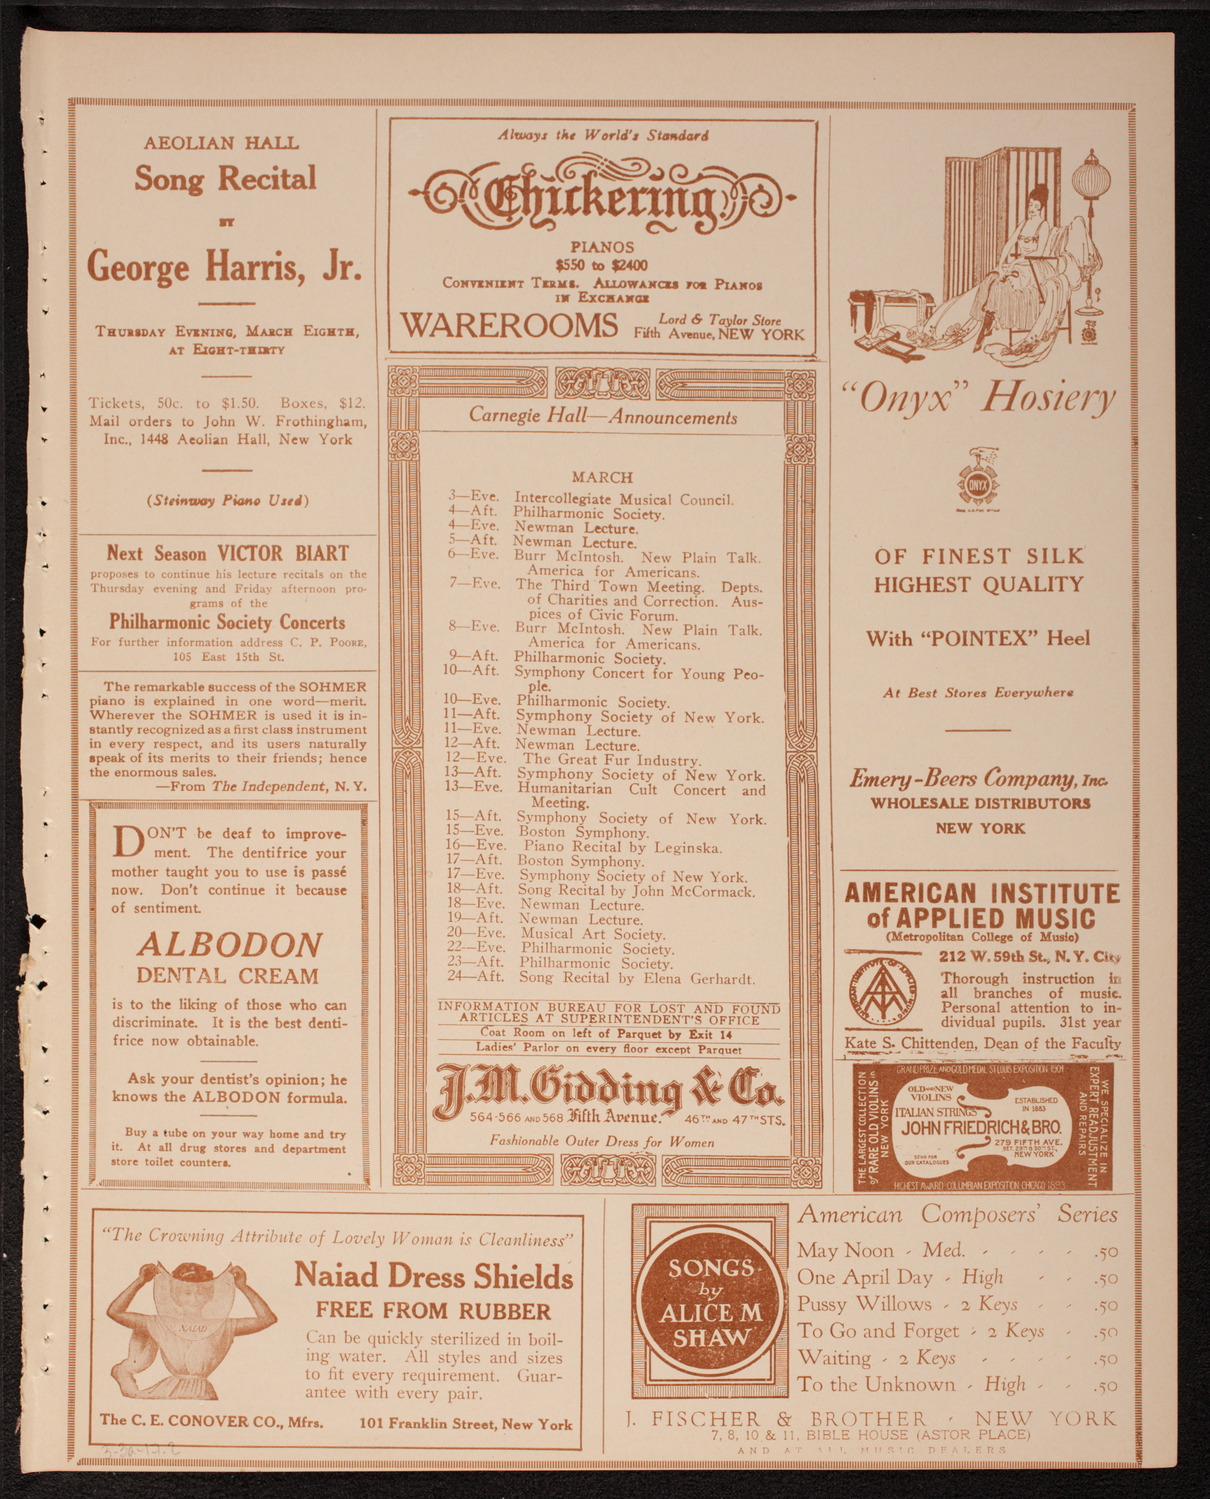 AEOLIAN HALL
Song Recital
BY
George Harris, Jr.
Thursday Evening, March Eighth,
at Eight-thirty
Tickets, 50c. to $1.50. Boxes, $12.
Mail orders to John W. Frothingham,
Inc., 1448 Aeolian Hall, New York
(Steinway Piano Used)
Next Season VICTOR BIART
proposes to continue his lecture recitals on the
Thursday evening and Friday afternoon pro-
grams of the
Philharmonic Society Concerts
For further information address C. P. Poore,
105 East 15th St.
The remarkable success of the SOHMER
piano is explained in one word—merit.
Wherever the SOHMER is used it is in-
stantly recognized as a first class instrument
in every respect, and its users naturally
speak of its merits to their friends; hence
the enormous sales.
—From The Independent, N. Y.
DON'T be deaf to improve-
ment. The dentifrice your
mother taught you to use is passé
now. Don't continue it because
of sentiment.
ALBODON
DENTAL CREAM
is to the liking of those who can
discriminate. It is the best denti-
frice now obtainable.
Ask your dentist's opinion; he
knows the ALBODON formula.
Buy a tube on your way home and try
it. At all drug stores and department
store toilet counters.
Always the World's Standard
Chickering
PIANOS
$550 to $2400
Convenient Terms. Allowances for Pianos
in Exchange
WAREROOMS Lord & Taylor Store
Fifth Avenue, NEW YORK
Carnegie Hall—Announcements
MARCH
3—Eve. Intercollegiate Musical Council.
4—Aft. Philharmonic Society.
4—Eve. Newman Lecture.
5—Aft. Newman Lecture.
6—Eve. Burr McIntosh. New Plain Talk.
America for Americans.
7—Eve. The Third Town Meeting. Depts.
of Charities and Correction. Aus-
pices of Civic Forum.
8—Eve. Burr McIntosh. New Plain Talk.
America for Americans.
9—Aft. Philharmonic Society.
10—Aft. Symphony Concert for Young Peo-
ple.
10—Eve. Philharmonic Society.
11—Aft. Symphony Society of New York.
11—Eve. Newman Lecture.
12—Aft. Newman Lecture.
12—Eve. The Great Fur Industry.
13—Aft. Symphony Society of New York.
13—Eve. Humanitarian Cult Concert and
Meeting.
15—Aft. Symphony Society of New York.
15—Eve. Boston Symphony.
16—Eve. Piano Recital by Leginska.
17—Aft. Boston Symphony.
17—Eve. Symphony Society of New York.
18—Aft. Song Recital by John McCormack.
18—Eve. Newman Lecture.
19—Aft. Newman Lecture.
20—Eve. Musical Art Society.
22—Eve. Philharmonic Society.
23—Aft. Philharmonic Society.
24—Aft. Song Recital by Elena Gerhardt.
INFORMATION BUREAU FOR LOST AND FOUND
ARTICLES AT SUPERINTENDENT'S OFFICE
Coat Room on left of Parquet by Exit 14
Ladies' Parlor on every floor except Parquet
J. M. Gidding & Co.
564-566 AND 568 Fifth Avenue. 46TH AND 47TH STS.
Fashionable Outer Dress for Women
"Onyx" Hosiery
ONYX
OF FINEST SILK
HIGHEST QUALITY
With "POINTEX" Heel
At Best Stores Everywhere
Emery-Beers Company, Inc.
WHOLESALE DISTRIBUTORS
NEW YORK
AMERICAN INSTITUTE
of APPLIED MUSIC
(Metropolitan College of Music)
212 W. 59th St., N. Y. City
Thorough instruction in
all branches of music.
Personal attention to in-
dividual pupils. 31st year
Kate S. Chittenden, Dean of the Faculty
GRAND PRIZE AND GOLD MEDAL ST LOUIS EXPOSITION 1904
THE LARGEST COLLECTION
of RARE OLD VIOLINS in
NEW YORK
OLD AND NEW
VIOLINS
ITALIAN STRINGS
ESTABLISHED
IN 1883
JOHN FRIEDRICH & BRO.
279 FIFTH AVE.
NEW YORK
SEND FOR
OUR CATALOGUES
WE SPECIALIZE IN
EXPERT READJUSTMENT
AND REPAIRS
HIGHEST AWARD COLUMBIAN EXPOSITION CHICAGO 1893
"The Crowning Attribute of Lovely Woman is Cleanliness"
NAIAD
Naiad Dress Shields
FREE FROM RUBBER
Can be quickly sterilized in boil-
ing water. All styles and sizes
to fit every requirement. Guar-
antee with every pair.
The C. E. CONOVER CO., Mfrs. 101 Franklin Street, New York
SONGS
by
ALICE M
SHAW
American Composers' Series
May Noon - Med. - - - - .50
One April Day - High - - .50
Pussy Willows - 2 Keys - - .50
To Go and Forget - 2 Keys - .50
Waiting - 2 Keys - - - - .50
To the Unknown - High - - .50
J. FISCHER & BROTHER - NEW YORK
7, 8, 10 & 11, BIBLE HOUSE (ASTOR PLACE)
AND AT ALL MUSIC DEALERS